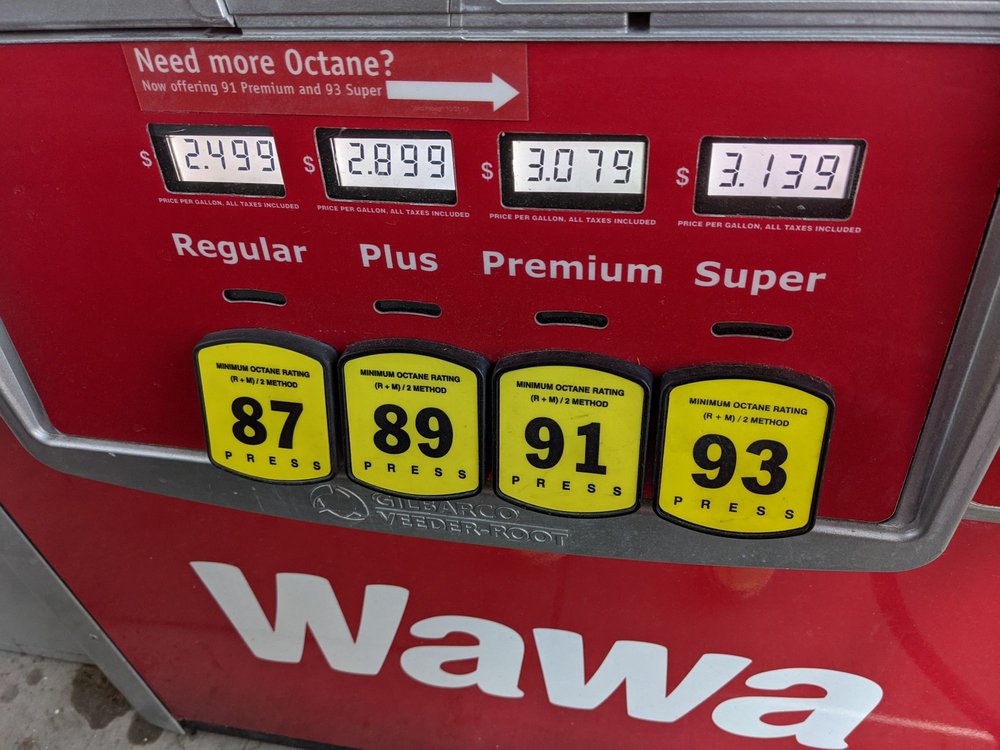 Need more Octane?
Now offering 91 Premium and 93 Super
$ 2.499
PRICE PER GALLON, ALL TAXES INCLUDED
Regular
$ 2.899
PRICE PER GALLON, ALL TAXES INCLUDED
Plus
$ 3.079
PRICE PER GALLON, ALL TAXES INCLUDED
Premium
$ 3.139
PRICE PER GALLON, ALL TAXES INCLUDED
Super
MINIMUM OCTANE RATING
(R + M) / 2 METHOD
87
PRESS
MINIMUM OCTANE RATING
(R + M) / 2 METHOD
89
PRESS
MINIMUM OCTANE RATING
(R + M) / 2 METHOD
91
PRESS
MINIMUM OCTANE RATING
(R + M) / 2 METHOD
93
PRESS
GILBARCO
VEEDER-ROOT
Wawa